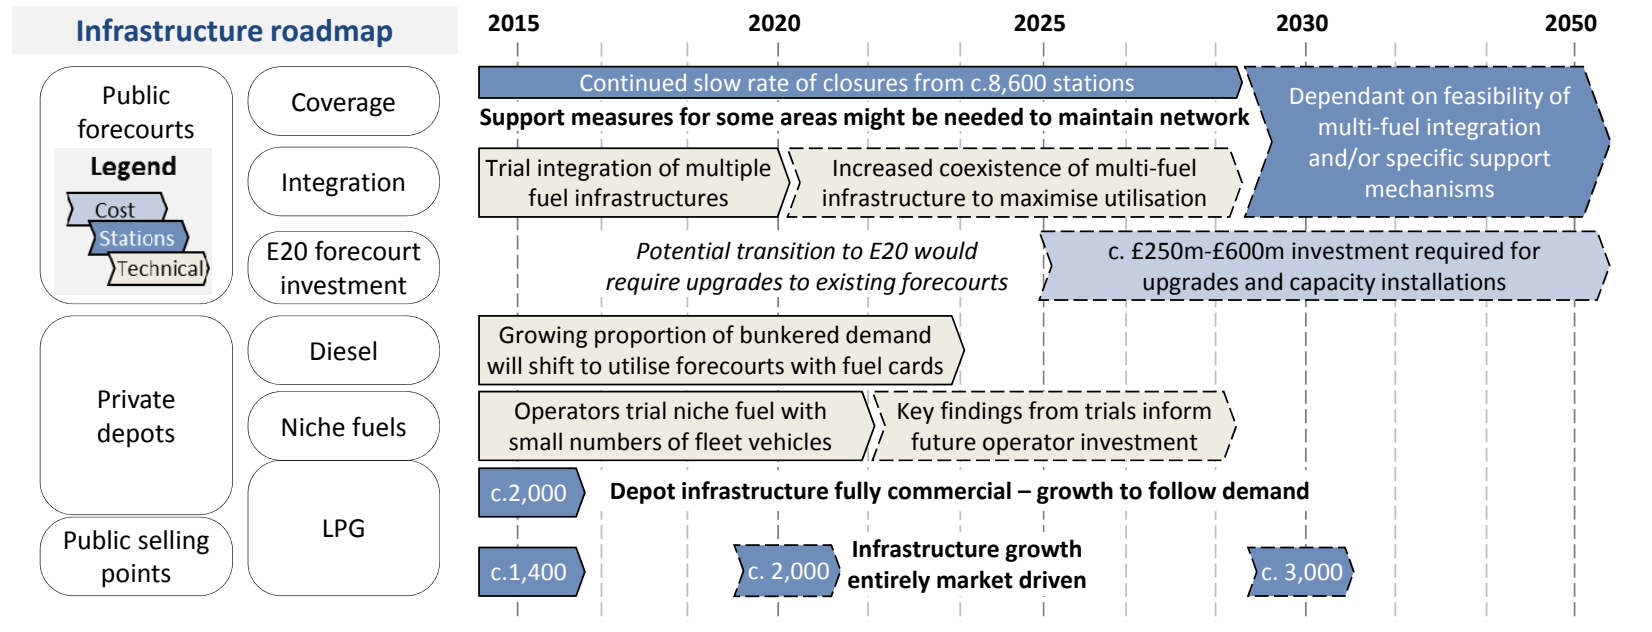 Infrastructure roadmap
2015
2020
2025
2030
2050
Public
forecourts
Legend
Cost
Stations
Technical
Coverage
Continued slow rate of closures from c.8,600 stations
Support measures for some areas might be needed to maintain network
Dependant on feasibility of
multi-fuel integration
and/or specific support
mechanisms
Integration
Trial integration of multiple
fuel infrastructures
Increased coexistence of multi-fuel
infrastructure to maximise utilisation
E20 forecourt
investment
Potential transition to E20 would
require upgrades to existing forecourts
c. £250m-£600m investment required for
upgrades and capacity installations
Private
depots
Diesel
Growing proportion of bunkered demand
will shift to utilise forecourts with fuel cards
Niche fuels
Operators trial niche fuel with
small numbers of fleet vehicles
Key findings from trials inform
future operator investment
LPG
c.2,000
Depot infrastructure fully commercial – growth to follow demand
Public selling
points
c.1,400
c. 2,000
Infrastructure growth
entirely market driven
c. 3,000